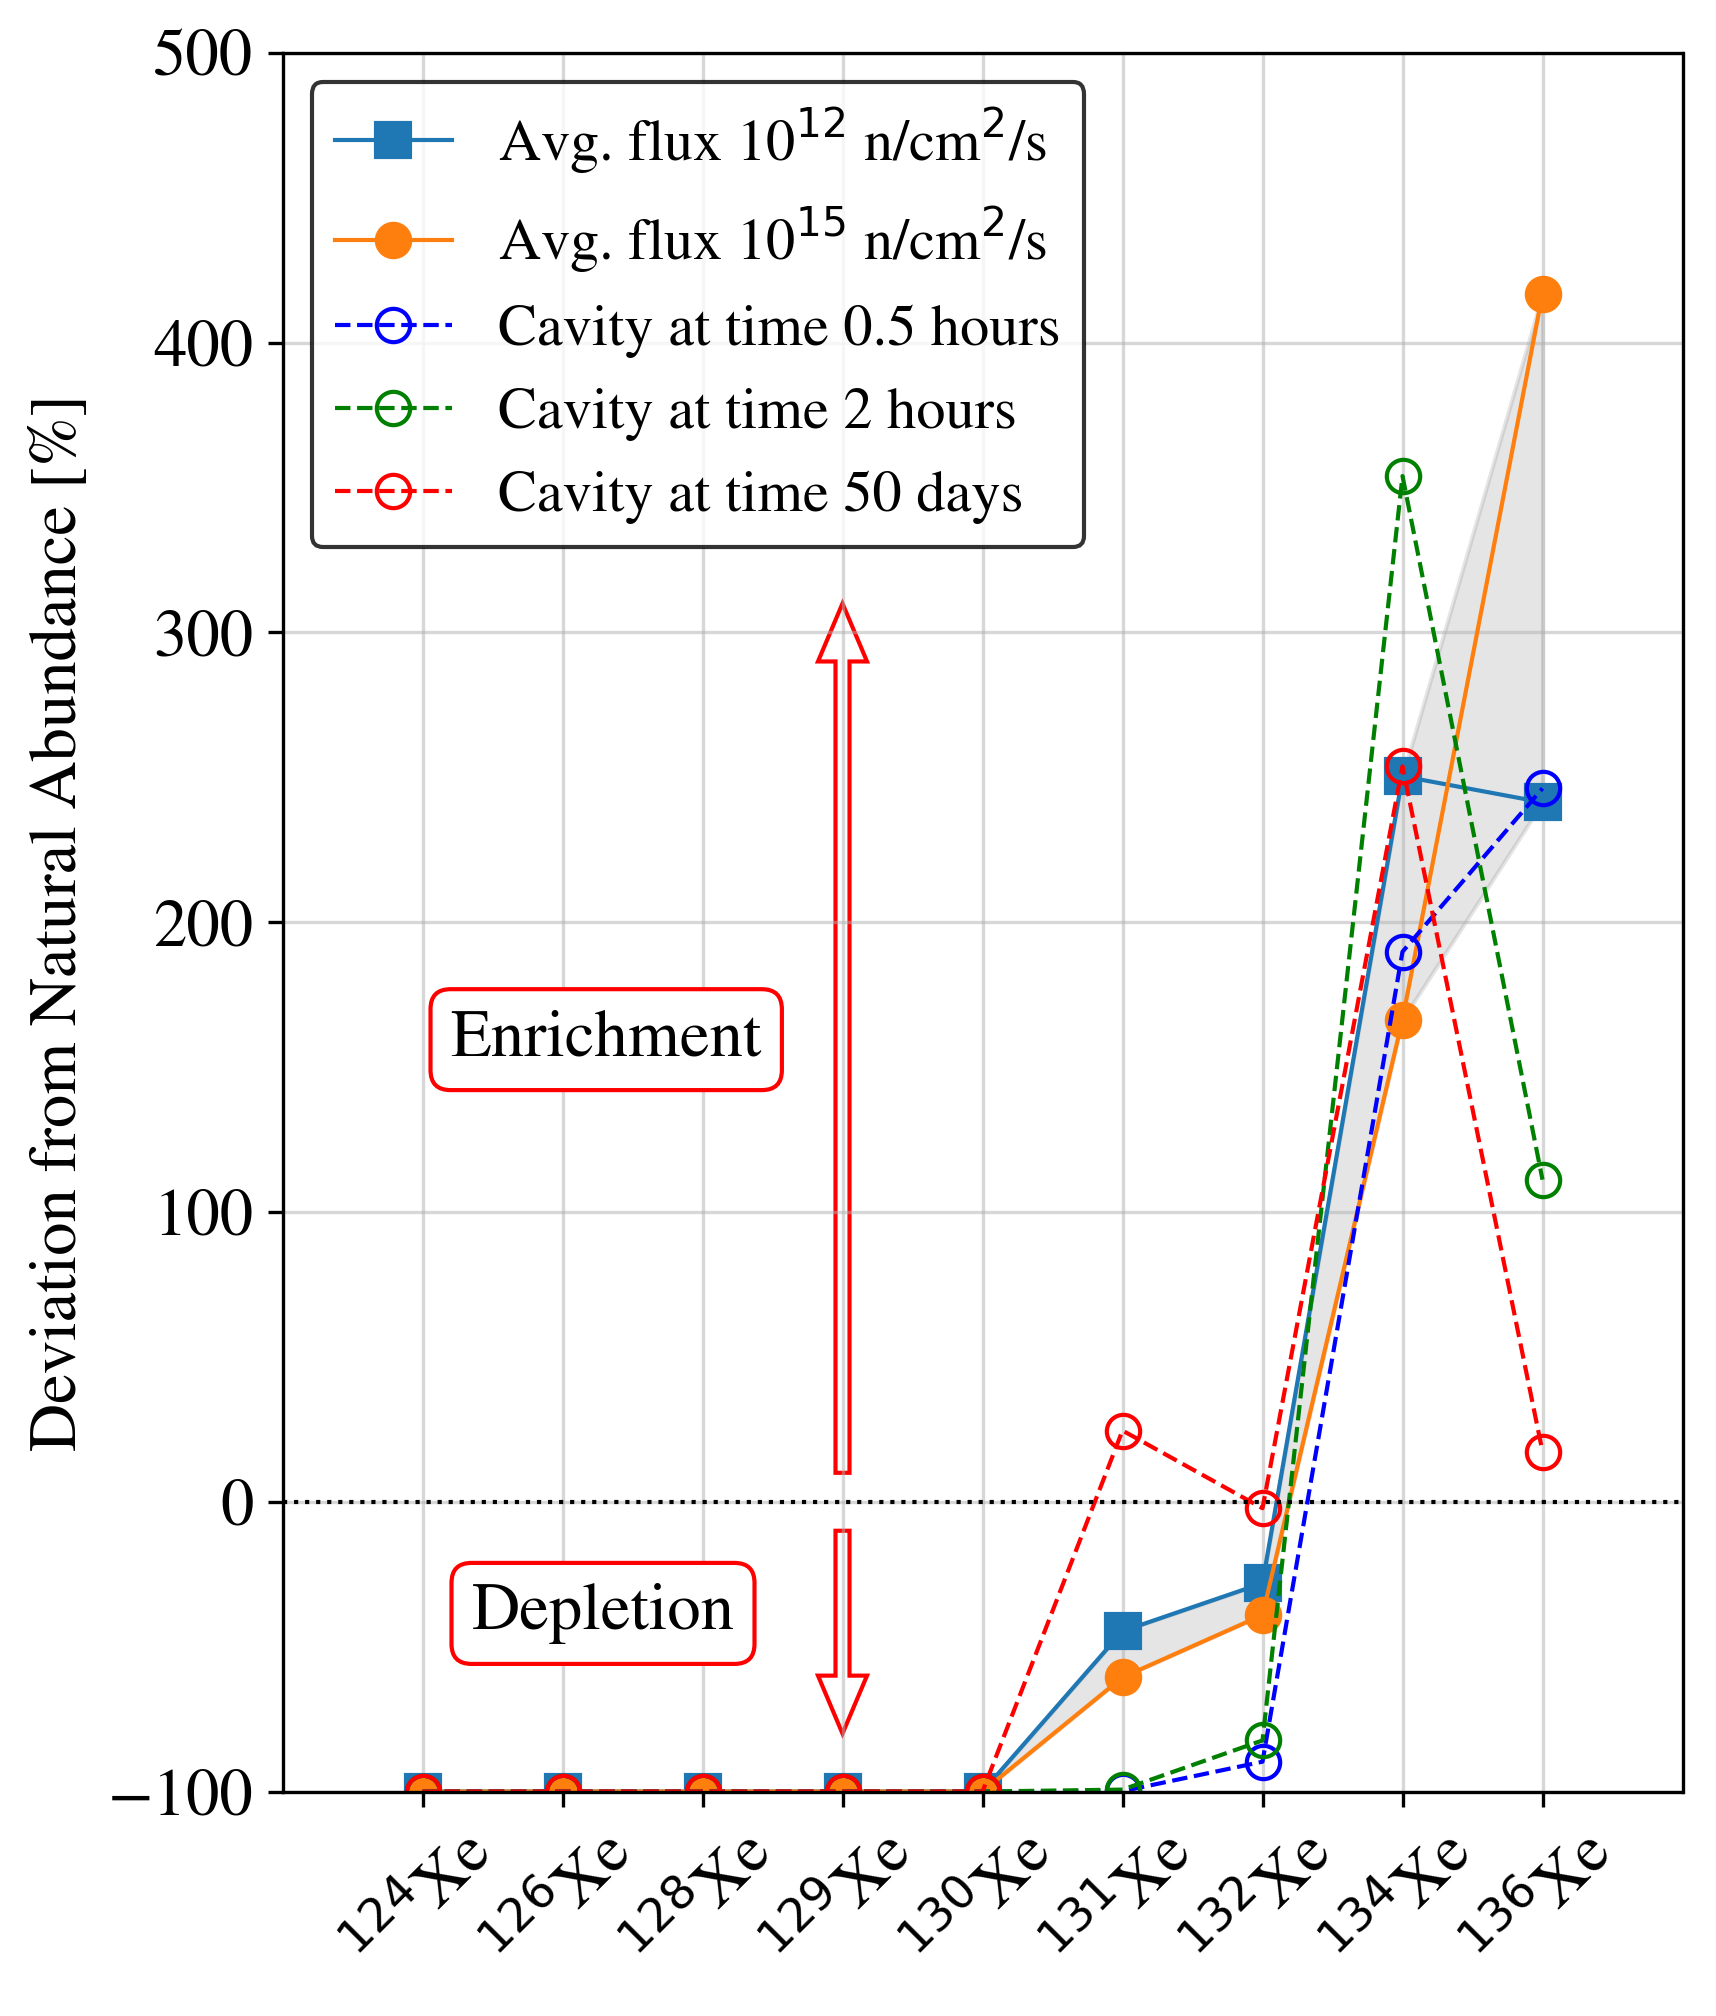 Deviation from Natural Abundance [%]
500
400
300
200
100
0
−100
Avg. flux 10¹² n/cm²/s
Avg. flux 10¹⁵ n/cm²/s
Cavity at time 0.5 hours
Cavity at time 2 hours
Cavity at time 50 days
Enrichment
Depletion
¹²⁴Xe
¹²⁶Xe
¹²⁸Xe
¹²⁹Xe
¹³⁰Xe
¹³¹Xe
¹³²Xe
¹³⁴Xe
¹³⁶Xe